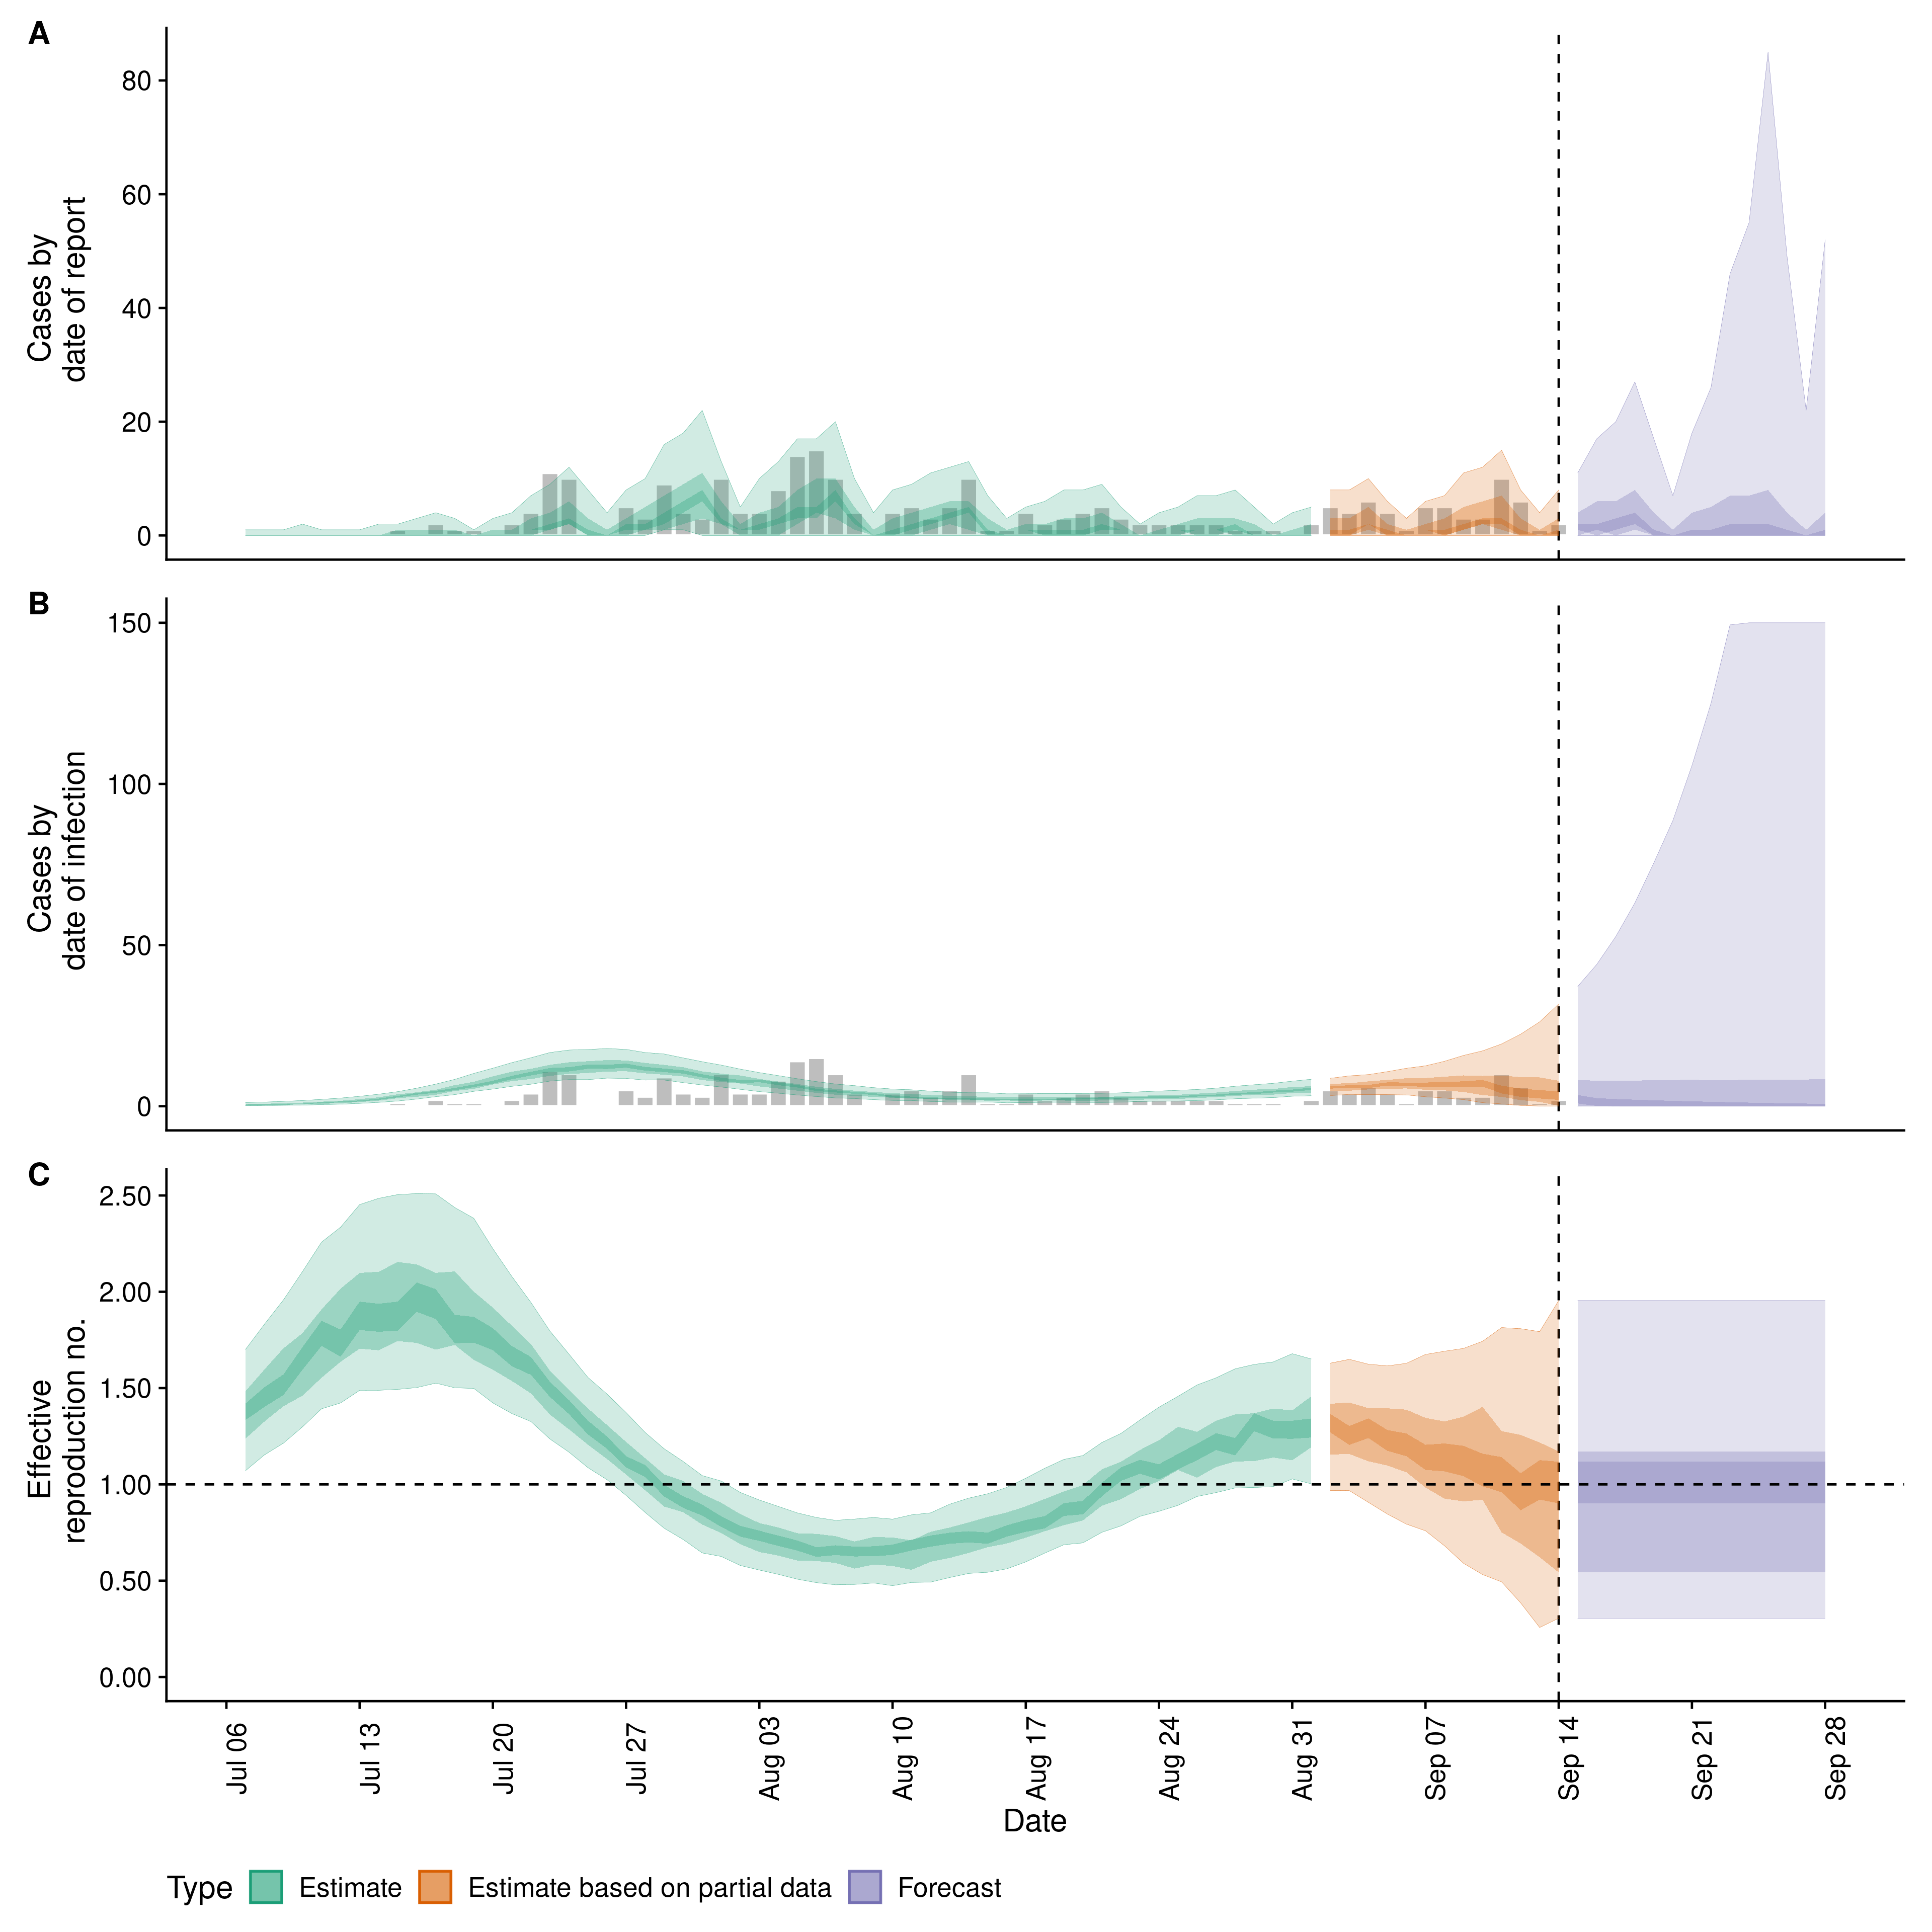 A
80
60
40
20
0
Cases by
date of report
B
150
100
50
0
Cases by
date of infection
C
2.50
2.00
1.50
1.00
0.50
0.00
Effective
reproduction no.
Jul 06
Jul 13
Jul 20
Jul 27
Aug 03
Aug 10
Aug 17
Aug 24
Aug 31
Sep 07
Sep 14
Sep 21
Sep 28
Date
Type Estimate Estimate based on partial data Forecast